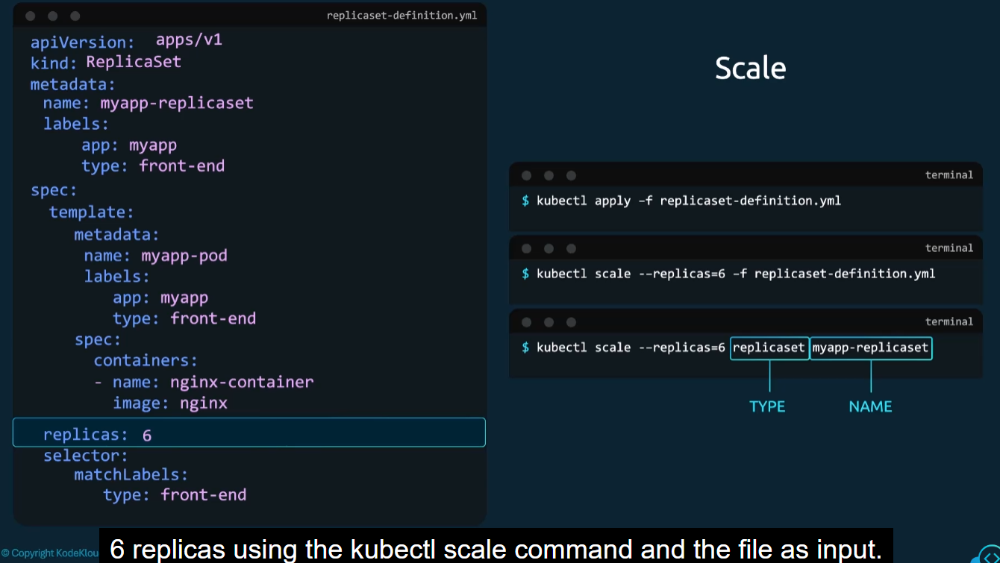 replicaset-definition.yml
apiVersion: apps/v1
kind: ReplicaSet
metadata:
name: myapp-replicaset
labels:
app: myapp
type: front-end
spec:
template:
metadata:
name: myapp-pod
labels:
app: myapp
type: front-end
spec:
containers:
- name: nginx-container
image: nginx
replicas: 6
selector:
matchLabels:
type: front-end
Scale
terminal
$ kubectl apply -f replicaset-definition.yml
terminal
$ kubectl scale --replicas=6 -f replicaset-definition.yml
terminal
$ kubectl scale --replicas=6 replicaset myapp-replicaset
TYPE NAME
© Copyright
6 replicas using the kubectl scale command and the file as input.